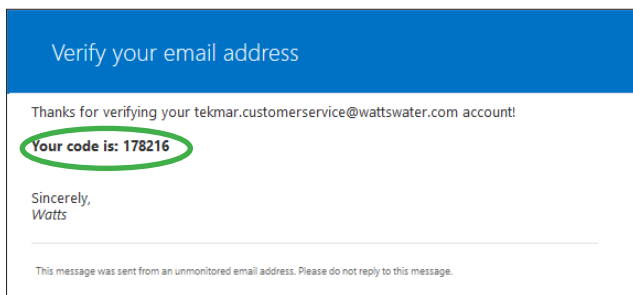 Verify your email address
Thanks for verifying your tekmar.customerservice@wattswater.com account!
Your code is: 178216
Sincerely,
Watts
This message was sent from an unmonitored email address. Please do not reply to this message.